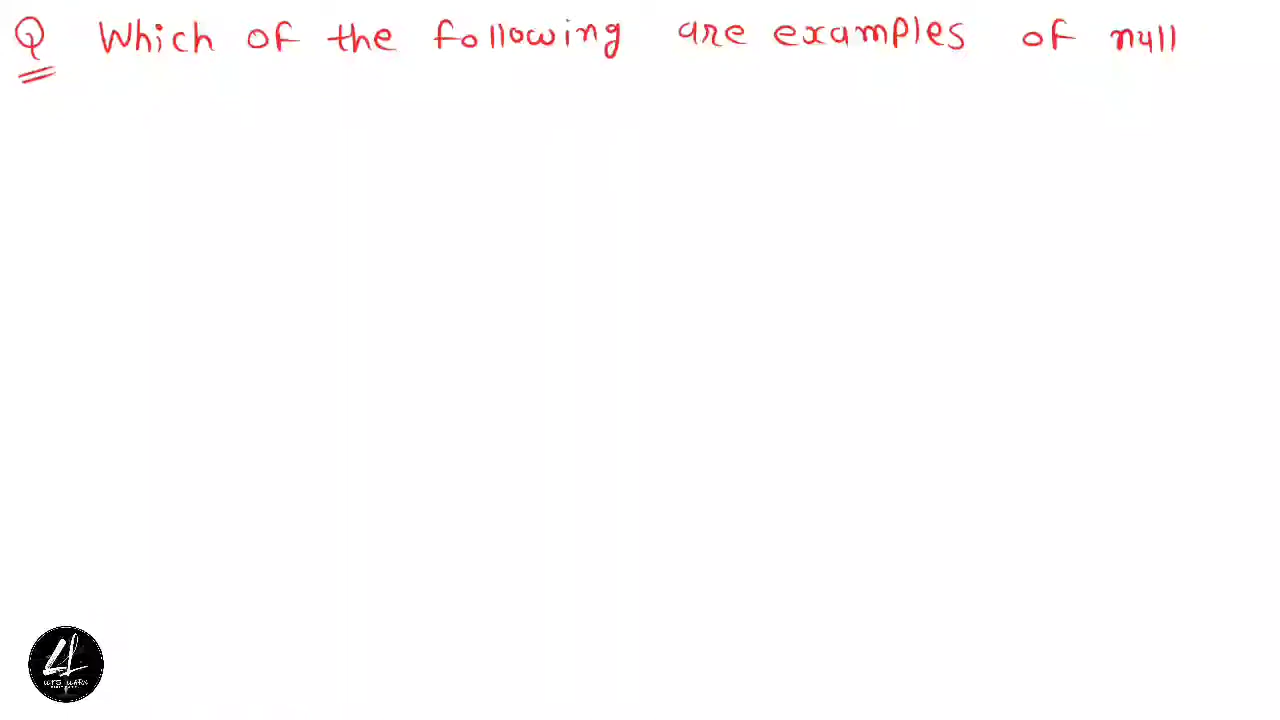 Q Which of the following are examples of null